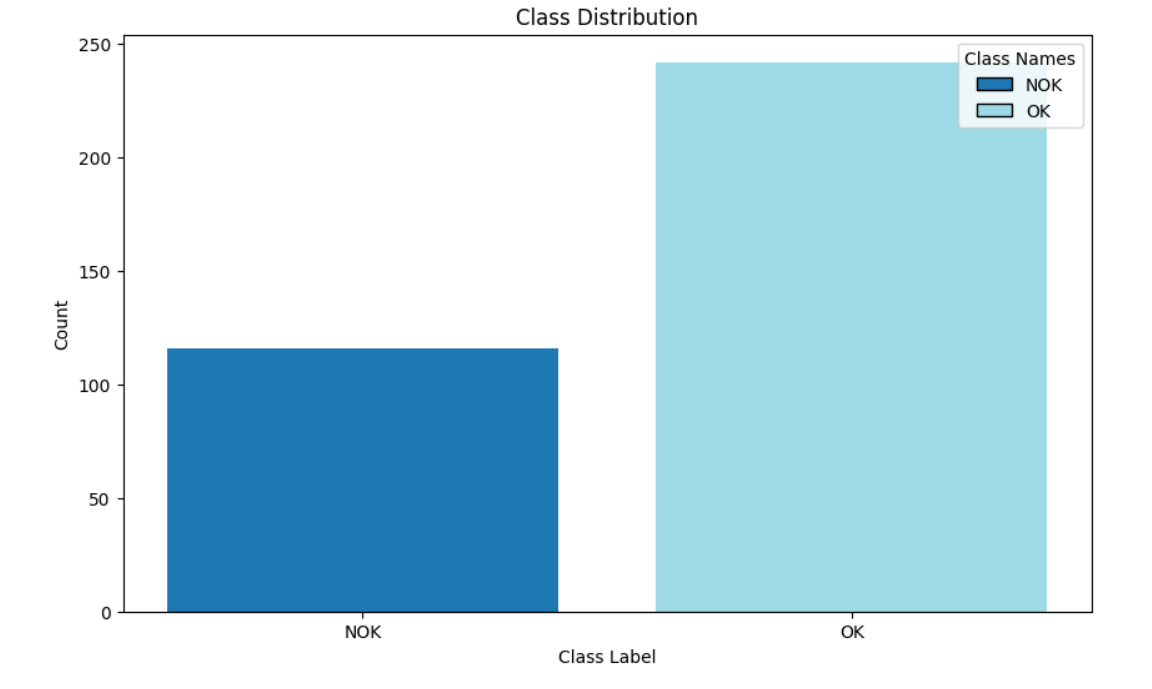 Class Distribution
250
200
150
100
50
0
Count
Class Names
NOK
OK
NOK
OK
Class Label